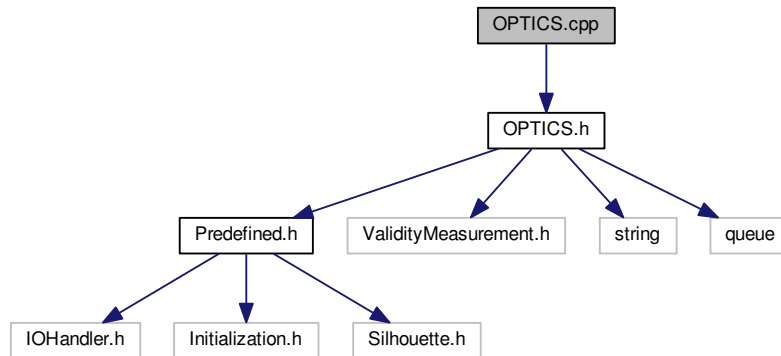 OPTICS.cpp
OPTICS.h
Predefined.h
ValidityMeasurement.h
string
queue
IOHandler.h
Initialization.h
Silhouette.h